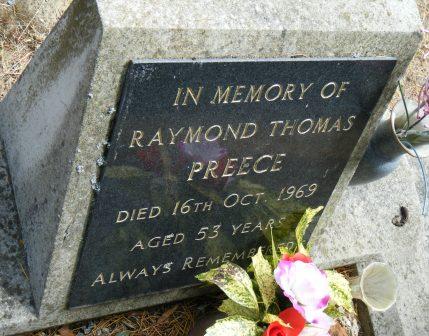 IN MEMORY OF
RAYMOND THOMAS
PREECE
DIED 16TH OCT. 1969
AGED 53 YEARS
ALWAYS REMEMBERED